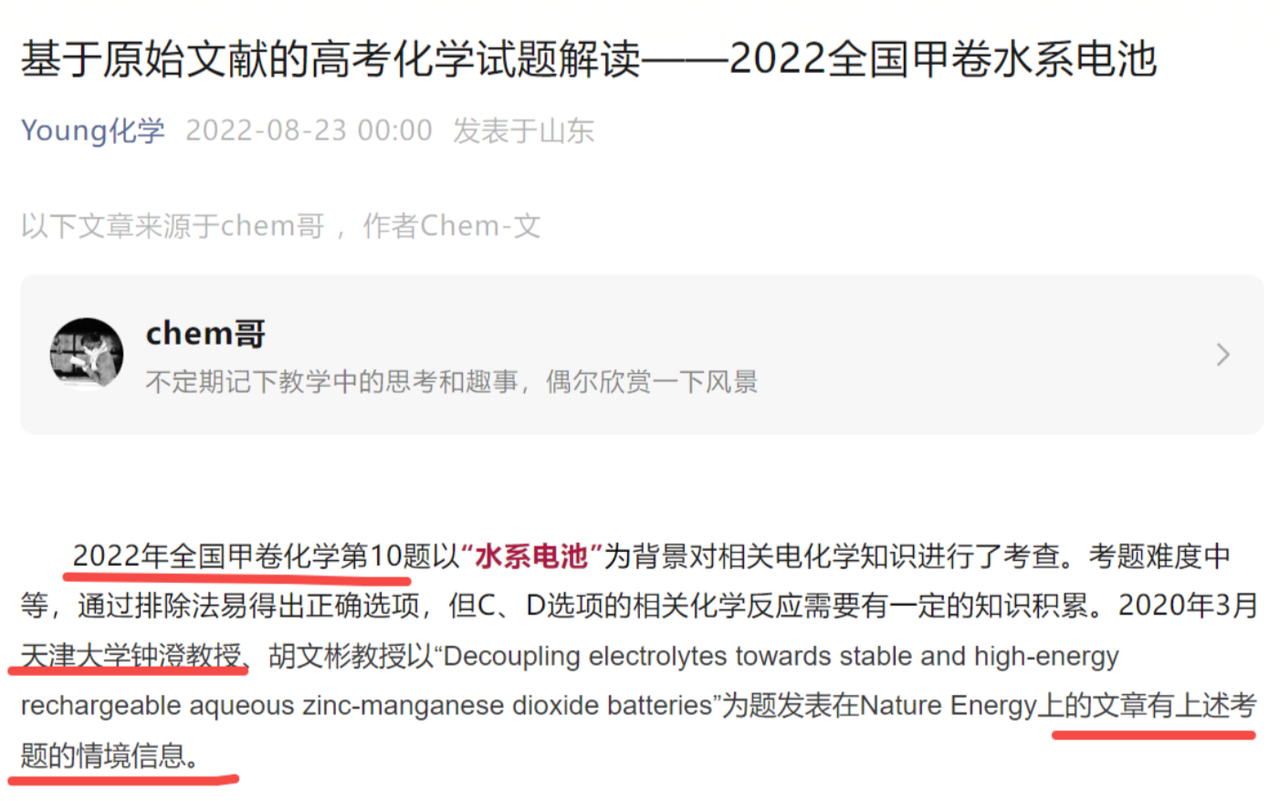 基于原始文献的高考化学试题解读——2022全国甲卷水系电池
Young化学 2022-08-23 00:00 发表于山东
以下文章来源于chem哥 ，作者Chem-文
chem哥
不定期记下教学中的思考和趣事，偶尔欣赏一下风景
2022年全国甲卷化学第10题以“水系电池”为背景对相关电化学知识进行了考查。考题难度中
等，通过排除法易得出正确选项，但C、D选项的相关化学反应需要有一定的知识积累。2020年3月
天津大学钟澄教授、胡文彬教授以“Decoupling electrolytes towards stable and high-energy
rechargeable aqueous zinc-manganese dioxide batteries”为题发表在Nature Energy上的文章有上述考
题的情境信息。